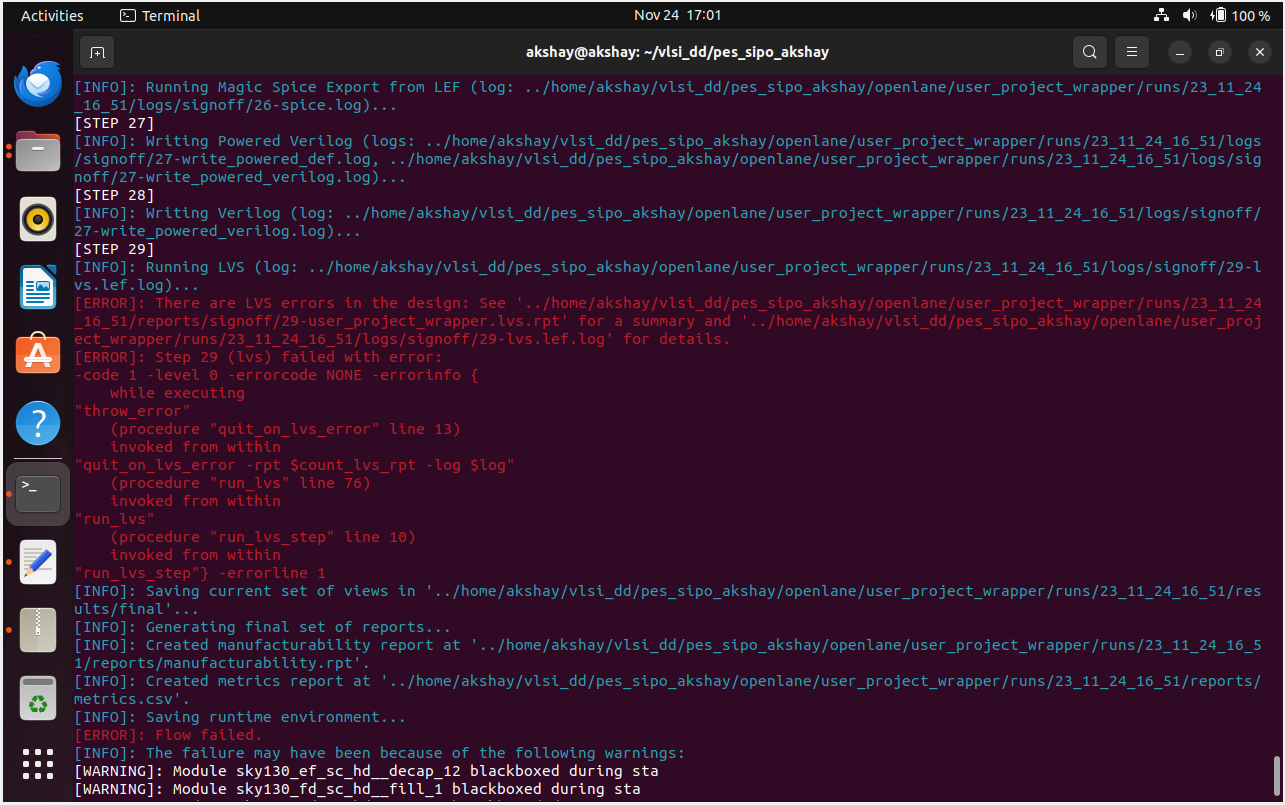 Activities
Terminal
Nov 24 17:01
100 %
akshay@akshay: ~/vlsi_dd/pes_sipo_akshay
[INFO]: Running Magic Spice Export from LEF (log: ../home/akshay/vlsi_dd/pes_sipo_akshay/openlane/user_project_wrapper/runs/23_11_24
_16_51/logs/signoff/26-spice.log)...
[STEP 27]
[INFO]: Writing Powered Verilog (logs: ../home/akshay/vlsi_dd/pes_sipo_akshay/openlane/user_project_wrapper/runs/23_11_24_16_51/logs
/signoff/27-write_powered_def.log, ../home/akshay/vlsi_dd/pes_sipo_akshay/openlane/user_project_wrapper/runs/23_11_24_16_51/logs/sig
noff/27-write_powered_verilog.log)...
[STEP 28]
[INFO]: Writing Verilog (log: ../home/akshay/vlsi_dd/pes_sipo_akshay/openlane/user_project_wrapper/runs/23_11_24_16_51/logs/signoff/
27-write_powered_verilog.log)...
[STEP 29]
[INFO]: Running LVS (log: ../home/akshay/vlsi_dd/pes_sipo_akshay/openlane/user_project_wrapper/runs/23_11_24_16_51/logs/signoff/29-l
vs.lef.log)...
[ERROR]: There are LVS errors in the design: See '../home/akshay/vlsi_dd/pes_sipo_akshay/openlane/user_project_wrapper/runs/23_11_24
_16_51/reports/signoff/29-user_project_wrapper.lvs.rpt' for a summary and '../home/akshay/vlsi_dd/pes_sipo_akshay/openlane/user_proj
ect_wrapper/runs/23_11_24_16_51/logs/signoff/29-lvs.lef.log' for details.
[ERROR]: Step 29 (lvs) failed with error:
-code 1 -level 0 -errorcode NONE -errorinfo {
    while executing
"throw_error"
    (procedure "quit_on_lvs_error" line 13)
    invoked from within
"quit_on_lvs_error -rpt $count_lvs_rpt -log $log"
    (procedure "run_lvs" line 76)
    invoked from within
"run_lvs"
    (procedure "run_lvs_step" line 10)
    invoked from within
"run_lvs_step"} -errorline 1
[INFO]: Saving current set of views in '../home/akshay/vlsi_dd/pes_sipo_akshay/openlane/user_project_wrapper/runs/23_11_24_16_51/res
ults/final'...
[INFO]: Generating final set of reports...
[INFO]: Created manufacturability report at '../home/akshay/vlsi_dd/pes_sipo_akshay/openlane/user_project_wrapper/runs/23_11_24_16_5
1/reports/manufacturability.rpt'.
[INFO]: Created metrics report at '../home/akshay/vlsi_dd/pes_sipo_akshay/openlane/user_project_wrapper/runs/23_11_24_16_51/reports/
metrics.csv'.
[INFO]: Saving runtime environment...
[ERROR]: Flow failed.
[INFO]: The failure may have been because of the following warnings:
[WARNING]: Module sky130_ef_sc_hd__decap_12 blackboxed during sta
[WARNING]: Module sky130_fd_sc_hd__fill_1 blackboxed during sta